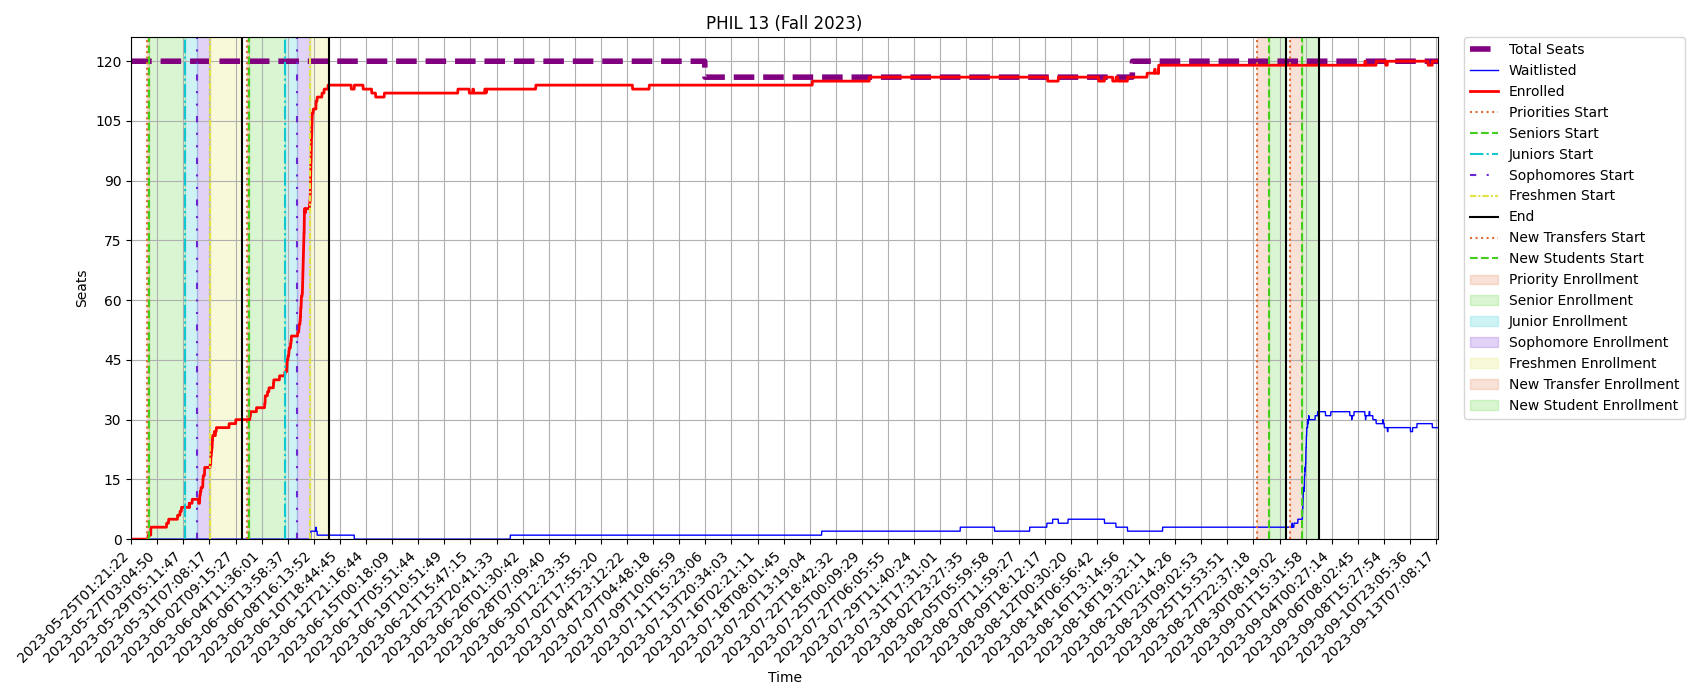 PHIL 13 (Fall 2023)
Seats
120
105
90
75
60
45
30
15
0
2023-05-25T01:21:22
2023-05-27T03:04:50
2023-05-29T05:11:47
2023-05-31T07:08:17
2023-06-02T09:15:27
2023-06-04T11:36:01
2023-06-06T13:58:37
2023-06-08T16:13:52
2023-06-10T18:44:45
2023-06-12T21:16:44
2023-06-15T00:18:09
2023-06-17T05:51:44
2023-06-19T10:51:49
2023-06-21T15:47:15
2023-06-23T20:41:33
2023-06-26T01:30:42
2023-06-28T07:09:40
2023-06-30T12:23:35
2023-07-02T17:55:20
2023-07-04T23:12:22
2023-07-07T04:48:18
2023-07-09T10:06:59
2023-07-11T15:23:06
2023-07-13T20:34:03
2023-07-16T02:21:11
2023-07-18T08:01:45
2023-07-20T13:19:04
2023-07-22T18:42:32
2023-07-25T00:09:29
2023-07-27T06:05:55
2023-07-29T11:40:24
2023-07-31T17:31:01
2023-08-02T23:27:35
2023-08-05T05:59:58
2023-08-07T11:59:27
2023-08-09T18:12:17
2023-08-12T00:30:20
2023-08-14T06:56:42
2023-08-16T13:14:56
2023-08-18T19:32:11
2023-08-21T02:14:26
2023-08-23T09:02:53
2023-08-25T15:53:51
2023-08-27T22:37:18
2023-08-30T08:19:02
2023-09-01T15:31:58
2023-09-04T00:27:14
2023-09-06T08:02:45
2023-09-08T15:27:54
2023-09-10T23:05:36
2023-09-13T07:08:17
Time
Total Seats
Waitlisted
Enrolled
Priorities Start
Seniors Start
Juniors Start
Sophomores Start
Freshmen Start
End
New Transfers Start
New Students Start
Priority Enrollment
Senior Enrollment
Junior Enrollment
Sophomore Enrollment
Freshmen Enrollment
New Transfer Enrollment
New Student Enrollment